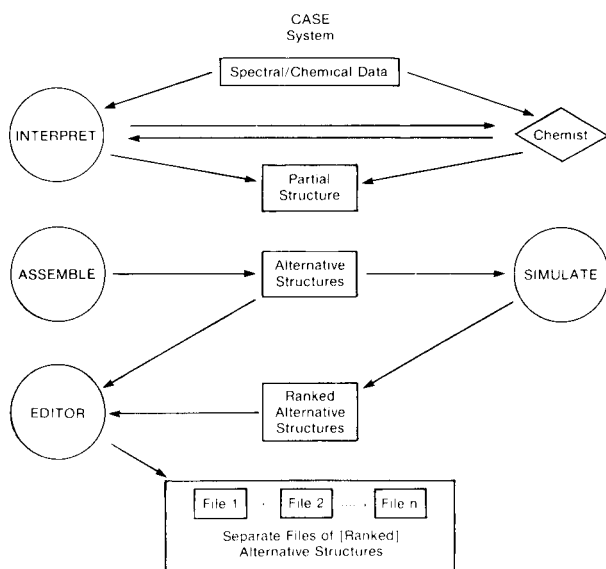 CASE
System
Spectral/Chemical Data
INTERPRET
Chemist
Partial
Structure
ASSEMBLE
Alternative
Structures
SIMULATE
EDITOR
Ranked
Alternative
Structures
File 1 . File 2 ..... . File n
Separate Files of [Ranked]
Alternative Structures